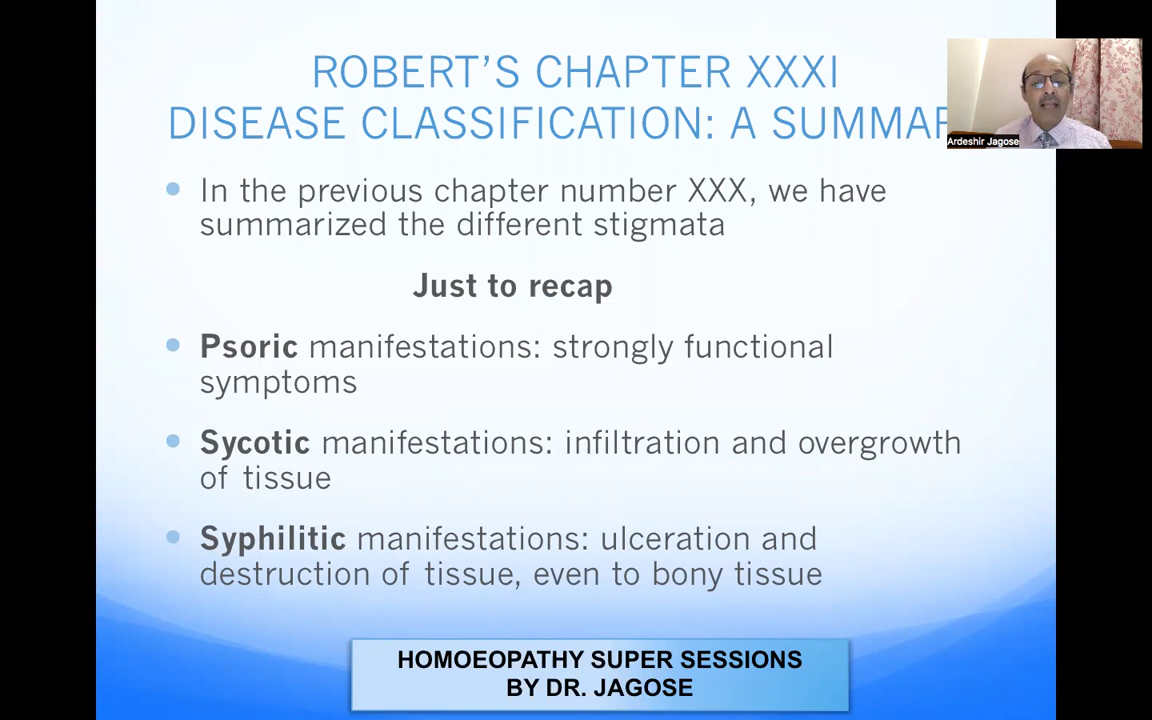 ROBERT'S CHAPTER XXXI
DISEASE CLASSIFICATION: A SUMMAR
Ardeshir Jagose
In the previous chapter number XXX, we have
summarized the different stigmata
Just to recap
Psoric manifestations: strongly functional
symptoms
Sycotic manifestations: infiltration and overgrowth
of tissue
Syphilitic manifestations: ulceration and
destruction of tissue, even to bony tissue
HOMOEOPATHY SUPER SESSIONS
BY DR. JAGOSE